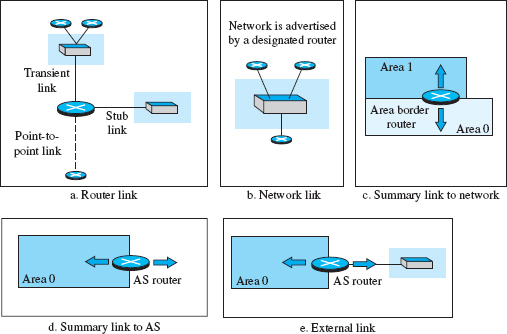 Transient
link
Stub
link
Point-to-
point link
a. Router link
Network is advertised
by a designated router
b. Network link
Area 1
Area border
router
Area 0
c. Summary link to network
Area 0
AS router
d. Summary link to AS
Area 0
AS router
e. External link